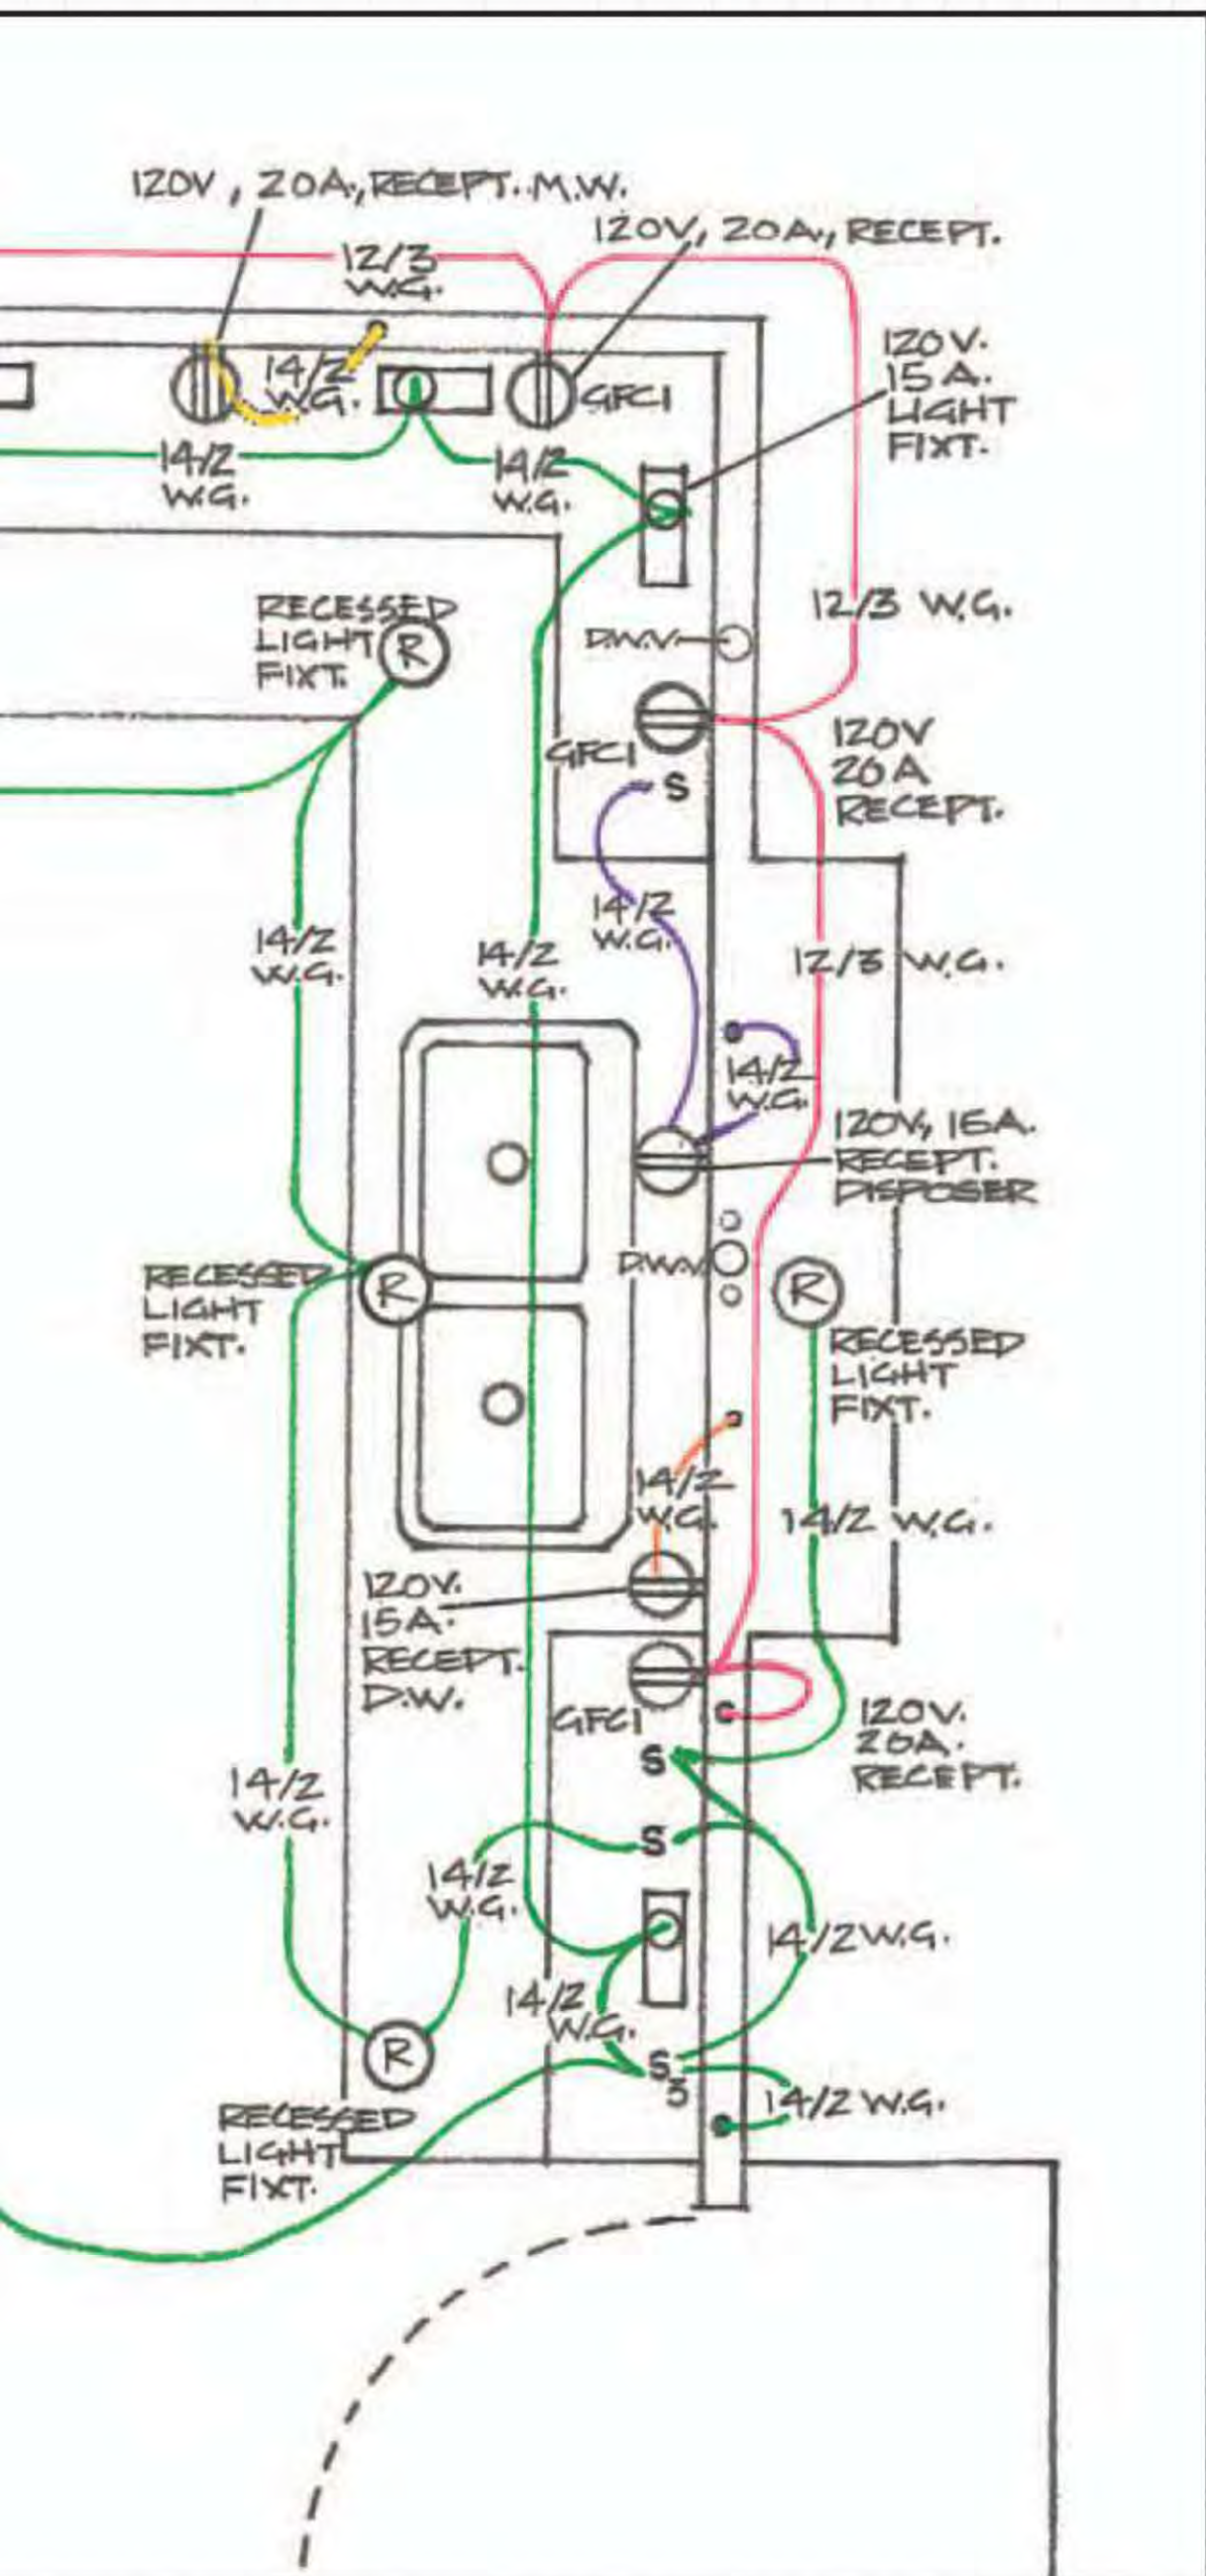 120V, 20A., RECEPT. M.W.
120V, 20A., RECEPT.
12/3
W.G.
120V.
15A.
LIGHT
FIXT.
14/2
W.G.
GFCI
14/2
W.G.
14/2
W.G.
RECESSED
LIGHT
FIXT.
R
12/3 W.G.
D.W.V.
GFCI
S
120V
20A
RECEPT.
14/2
W.G.
14/2
W.G.
14/2
W.G.
12/3 W.G.
14/2
W.G.
120V, 15A.
RECEPT.
DISPOSER
D.W.V.
RECESSED
LIGHT
FIXT.
R
R
RECESSED
LIGHT
FIXT.
14/2
W.G.
14/2 W.G.
120V.
15A.
RECEPT.
D.W.
GFCI
S
120V.
20A.
RECEPT.
14/2
W.G.
S
14/2
W.G.
14/2 W.G.
14/2
W.G.
R
S3
14/2 W.G.
RECESSED
LIGHT
FIXT.